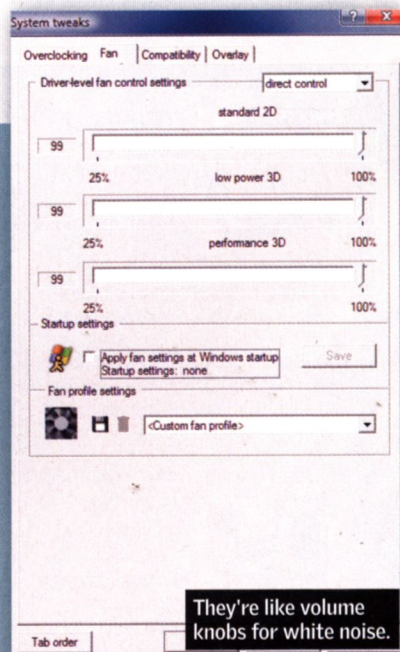 System tweaks
Overclocking Fan Compatibility Overlay
Driver-level fan control settings direct control
standard 2D
99
25% low power 3D 100%
99
25% performance 3D 100%
99
25% 100%
Startup settings
Apply fan settings at Windows startup
Startup settings: none
Save
Fan profile settings
<Custom fan profile>
They're like volume
knobs for white noise.
Tab order